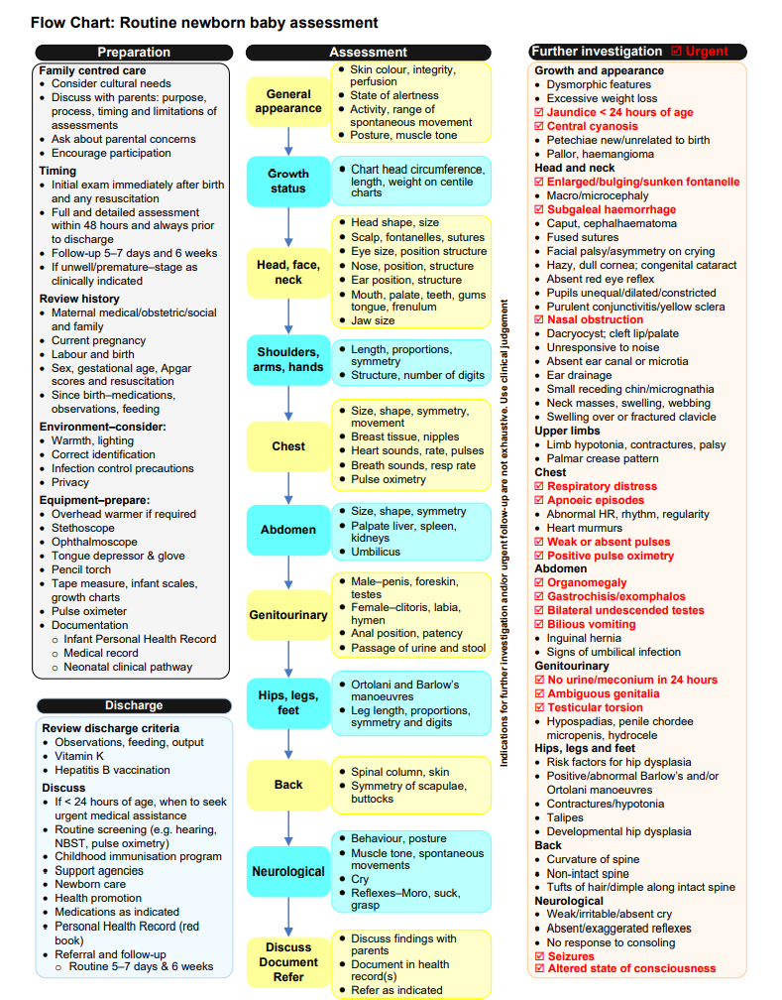 Flow Chart: Routine newborn baby assessment
Preparation
Family centred care
• Consider cultural needs
• Discuss with parents: purpose,
process, timing and limitations of
assessments
• Ask about parental concerns
• Encourage participation
Timing
• Initial exam immediately after birth
and any resuscitation
• Full and detailed assessment
within 48 hours and always prior
to discharge
• Follow-up 5–7 days and 6 weeks
• If unwell/premature–stage as
clinically indicated
Review history
• Maternal medical/obstetric/social
and family
• Current pregnancy
• Labour and birth
• Sex, gestational age, Apgar
scores and resuscitation
• Since birth–medications,
observations, feeding
Environment–consider:
• Warmth, lighting
• Correct identification
• Infection control precautions
• Privacy
Equipment–prepare:
• Overhead warmer if required
• Stethoscope
• Ophthalmoscope
• Tongue depressor & glove
• Pencil torch
• Tape measure, infant scales,
growth charts
• Pulse oximeter
• Documentation
o Infant Personal Health Record
o Medical record
o Neonatal clinical pathway
Discharge
Review discharge criteria
• Observations, feeding, output
• Vitamin K
• Hepatitis B vaccination
Discuss
• If < 24 hours of age, when to seek
urgent medical assistance
• Routine screening (e.g. hearing,
NBST, pulse oximetry)
• Childhood immunisation program
• Support agencies
• Newborn care
• Health promotion
• Medications as indicated
• Personal Health Record (red
book)
• Referral and follow-up
o Routine 5–7 days & 6 weeks
Assessment
General
appearance
• Skin colour, integrity,
perfusion
• State of alertness
• Activity, range of
spontaneous movement
• Posture, muscle tone
Growth
status
• Chart head circumference,
length, weight on centile
charts
Head, face,
neck
• Head shape, size
• Scalp, fontanelles, sutures
• Eye size, position structure
• Nose, position, structure
• Ear position, structure
• Mouth, palate, teeth, gums
tongue, frenulum
• Jaw size
Shoulders,
arms, hands
• Length, proportions,
symmetry
• Structure, number of digits
Chest
• Size, shape, symmetry,
movement
• Breast tissue, nipples
• Heart sounds, rate, pulses
• Breath sounds, resp rate
• Pulse oximetry
Abdomen
• Size, shape, symmetry
• Palpate liver, spleen,
kidneys
• Umbilicus
Genitourinary
• Male–penis, foreskin,
testes
• Female–clitoris, labia,
hymen
• Anal position, patency
• Passage of urine and stool
Hips, legs,
feet
• Ortolani and Barlow's
manoeuvres
• Leg length, proportions,
symmetry and digits
Back
• Spinal column, skin
• Symmetry of scapulae,
buttocks
Neurological
• Behaviour, posture
• Muscle tone, spontaneous
movements
• Cry
• Reflexes–Moro, suck,
grasp
Discuss
Document
Refer
• Discuss findings with
parents
• Document in health
record(s)
• Refer as indicated
Indications for further investigation and/or urgent follow-up are not exhaustive. Use clinical judgement
Further investigation ☑ Urgent
Growth and appearance
• Dysmorphic features
• Excessive weight loss
☑ Jaundice < 24 hours of age
☑ Central cyanosis
• Petechiae new/unrelated to birth
• Pallor, haemangioma
Head and neck
☑ Enlarged/bulging/sunken fontanelle
• Macro/microcephaly
☑ Subgaleal haemorrhage
• Caput, cephalhaematoma
• Fused sutures
• Facial palsy/asymmetry on crying
• Hazy, dull cornea; congenital cataract
• Absent red eye reflex
• Pupils unequal/dilated/constricted
• Purulent conjunctivitis/yellow sclera
☑ Nasal obstruction
• Dacryocyst; cleft lip/palate
• Unresponsive to noise
• Absent ear canal or microtia
• Ear drainage
• Small receding chin/micrognathia
• Neck masses, swelling, webbing
• Swelling over or fractured clavicle
Upper limbs
• Limb hypotonia, contractures, palsy
• Palmar crease pattern
Chest
☑ Respiratory distress
☑ Apnoeic episodes
• Abnormal HR, rhythm, regularity
• Heart murmurs
☑ Weak or absent pulses
☑ Positive pulse oximetry
Abdomen
☑ Organomegaly
☑ Gastrochisis/exomphalos
☑ Bilateral undescended testes
☑ Bilious vomiting
• Inguinal hernia
• Signs of umbilical infection
Genitourinary
☑ No urine/meconium in 24 hours
☑ Ambiguous genitalia
☑ Testicular torsion
• Hypospadias, penile chordee
micropenis, hydrocele
Hips, legs and feet
• Risk factors for hip dysplasia
• Positive/abnormal Barlow's and/or
Ortolani manoeuvres
• Contractures/hypotonia
• Talipes
• Developmental hip dysplasia
Back
• Curvature of spine
• Non-intact spine
• Tufts of hair/dimple along intact spine
Neurological
• Weak/irritable/absent cry
• Absent/exaggerated reflexes
• No response to consoling
☑ Seizures
☑ Altered state of consciousness